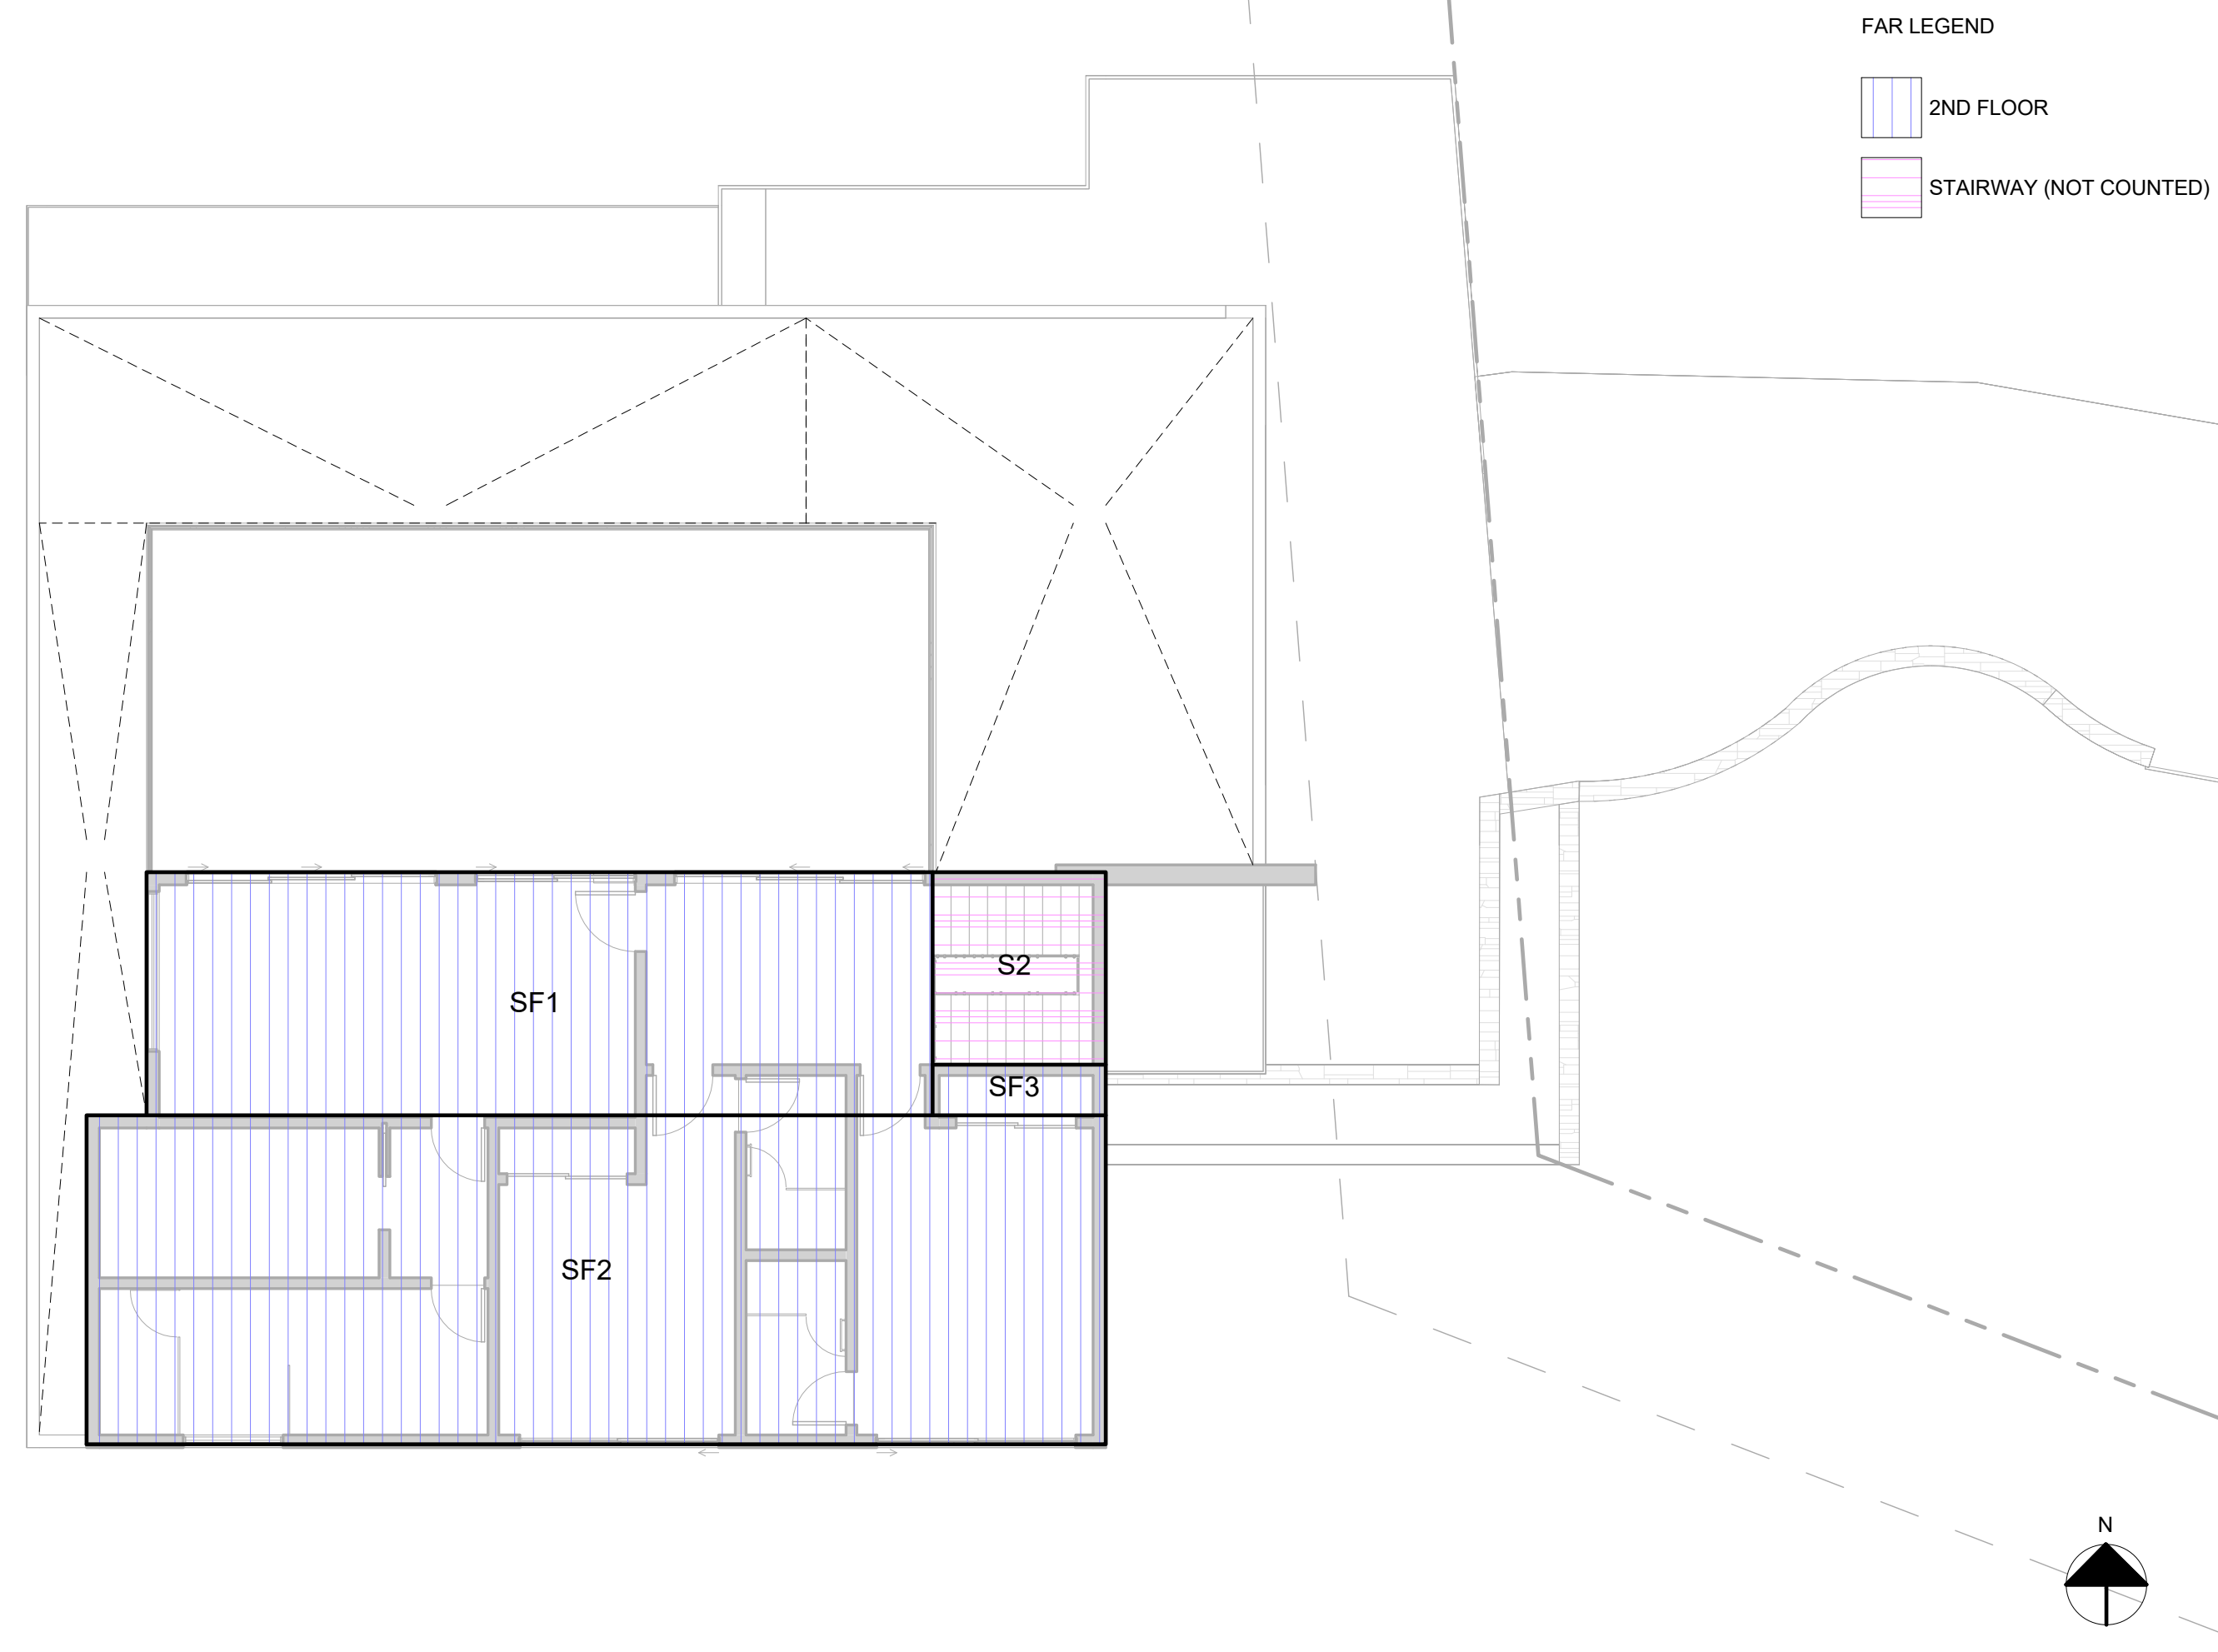 FAR LEGEND
2ND FLOOR
STAIRWAY (NOT COUNTED)
S2
SF1
SF3
SF2
N